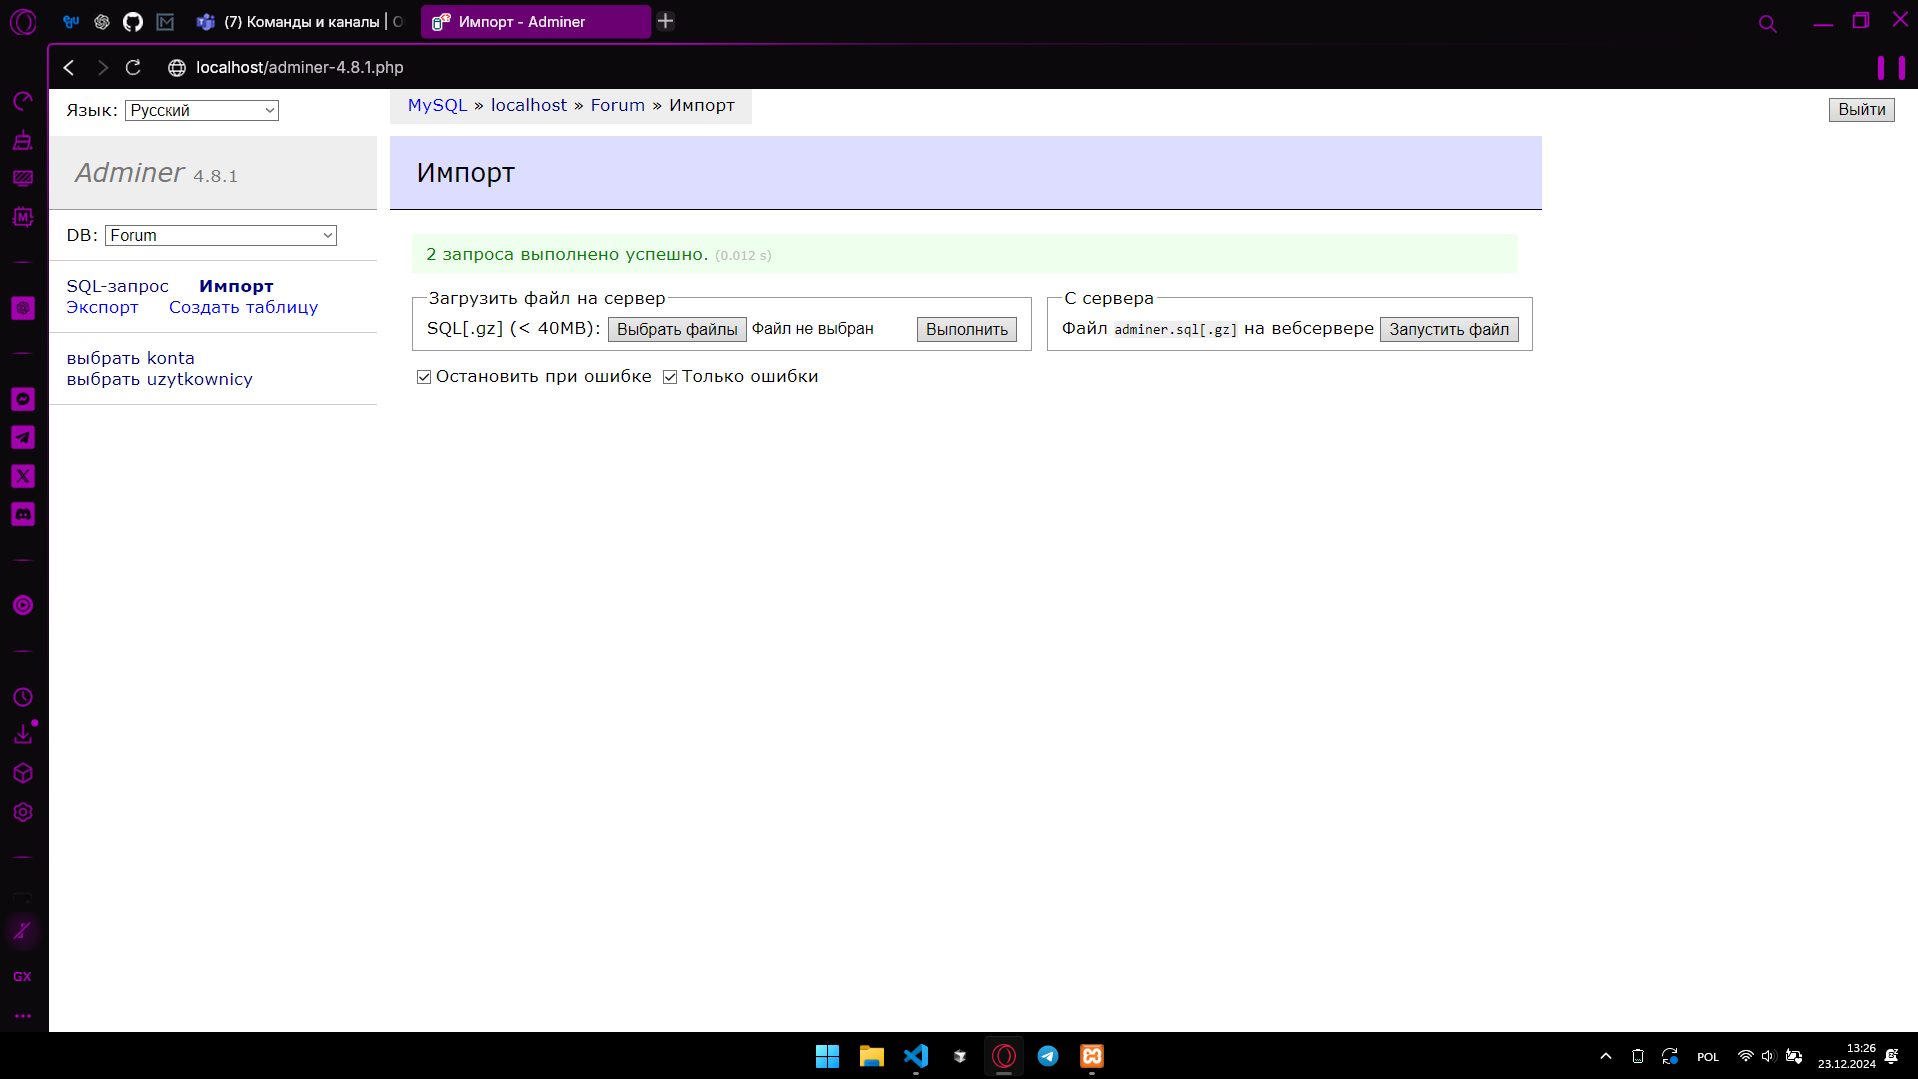 (7) Команды и каналы | О
Импорт - Adminer
localhost/adminer-4.8.1.php
Язык: Русский
MySQL » localhost » Forum » Импорт
Выйти
Adminer 4.8.1
Импорт
DB: Forum
2 запроса выполнено успешно. (0.012 s)
SQL-запрос Импорт
Экспорт Создать таблицу
Загрузить файл на сервер
SQL[.gz] (< 40MB): Выбрать файлы Файл не выбран Выполнить
С сервера
Файл adminer.sql[.gz] на вебсервере Запустить файл
выбрать konta
выбрать uzytkownicy
Остановить при ошибке Только ошибки
GX
POL
13:26
23.12.2024